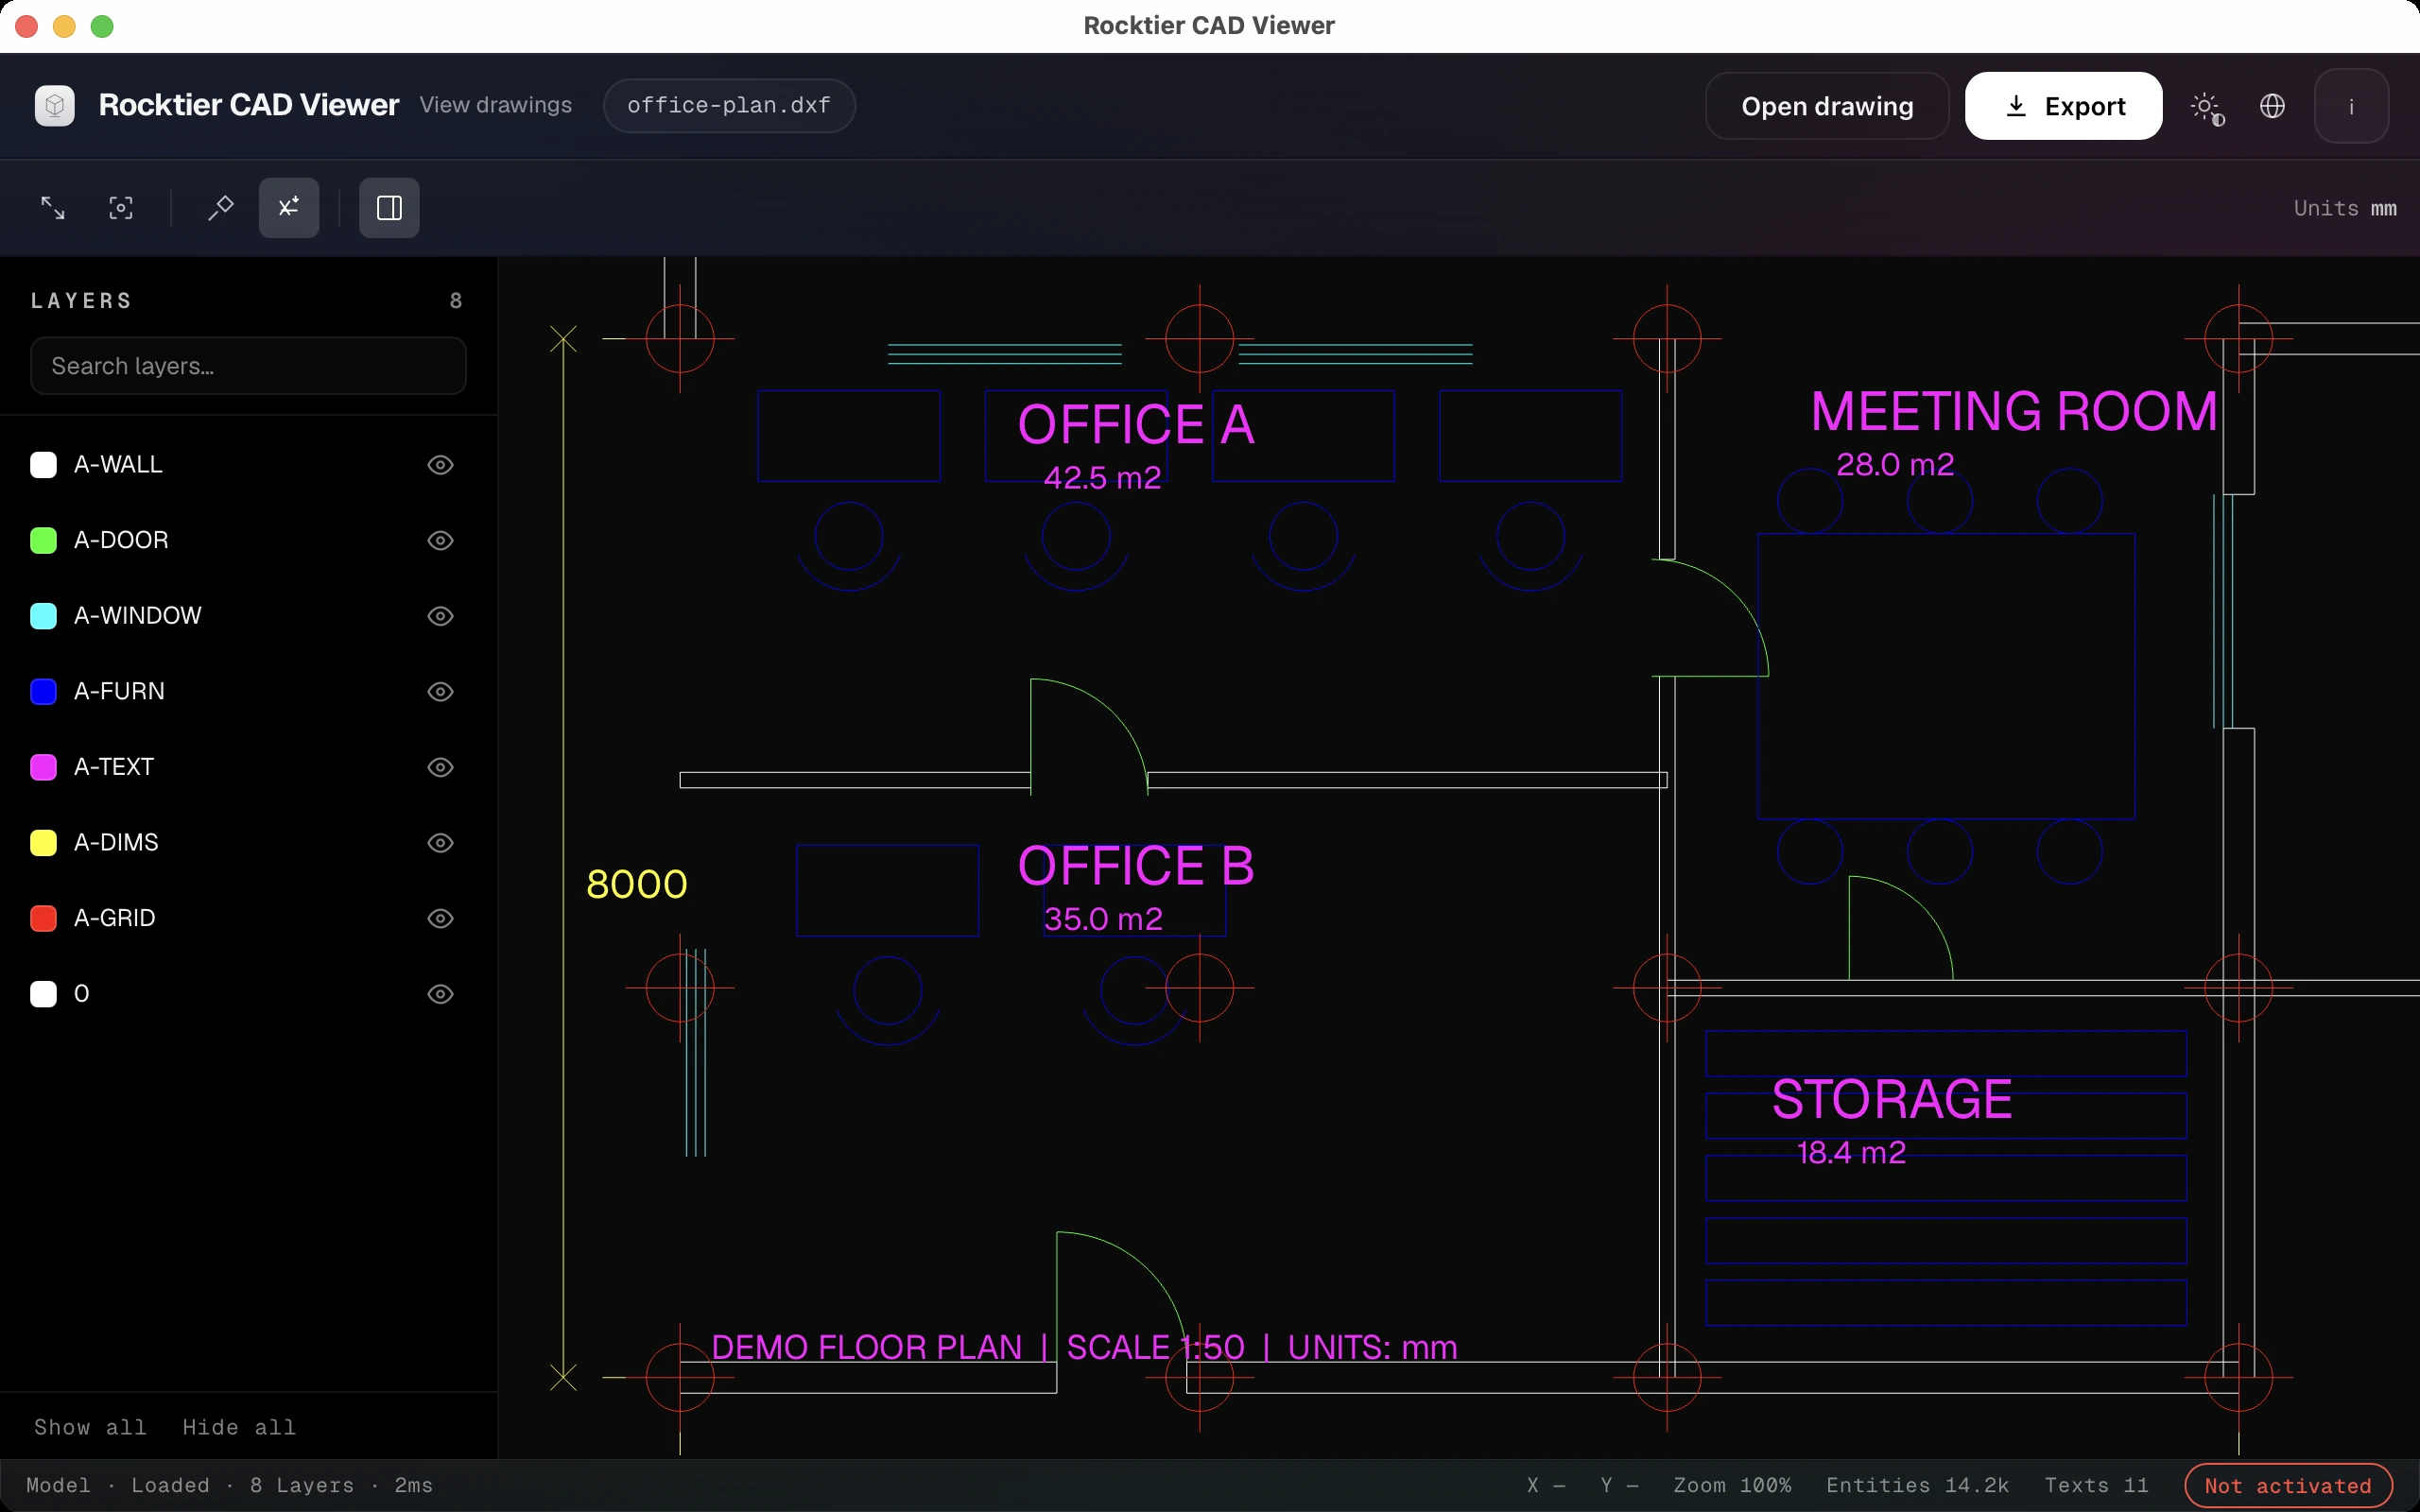 Rocktier CAD Viewer
Rocktier CAD Viewer View drawings office-plan.dxf Open drawing Export i
Units mm
LAYERS 8
Search layers…
A-WALL
A-DOOR
A-WINDOW
A-FURN
A-TEXT
A-DIMS
A-GRID
0
Show all Hide all
OFFICE A
42.5 m2
MEETING ROOM
28.0 m2
OFFICE B
35.0 m2
8000
STORAGE
18.4 m2
DEMO FLOOR PLAN | SCALE 1:50 | UNITS: mm
Model · Loaded · 8 Layers · 2ms X — Y — Zoom 100% Entities 14.2k Texts 11 Not activated